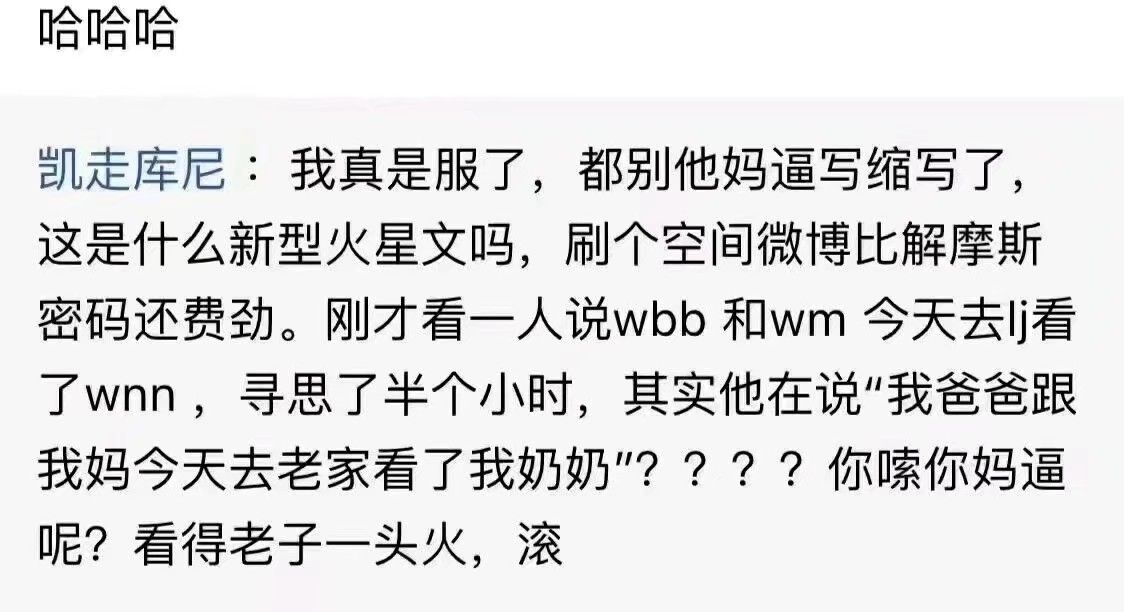 哈哈哈
凯走库尼：我真是服了，都别他妈逼写缩写了，
这是什么新型火星文吗，刷个空间微博比解摩斯
密码还费劲。刚才看一人说wbb 和wm 今天去lj看
了wnn ，寻思了半个小时，其实他在说“我爸爸跟
我妈今天去老家看了我奶奶”？？？？你嗦你妈逼
呢？看得老子一头火，滚